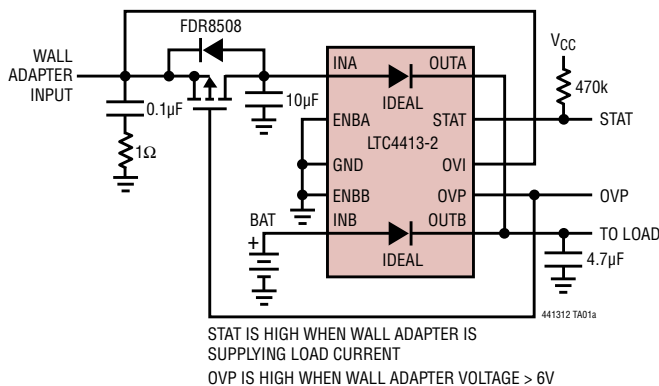 FDR8508
WALL
ADAPTER
INPUT
0.1µF
1Ω
10µF
INA
OUTA
IDEAL
ENBA
STAT
LTC4413-2
GND
OVI
ENBB
OVP
INB
OUTB
IDEAL
BAT
+
VCC
470k
STAT
OVP
TO LOAD
4.7µF
441312 TA01a
STAT IS HIGH WHEN WALL ADAPTER IS
SUPPLYING LOAD CURRENT
OVP IS HIGH WHEN WALL ADAPTER VOLTAGE > 6V